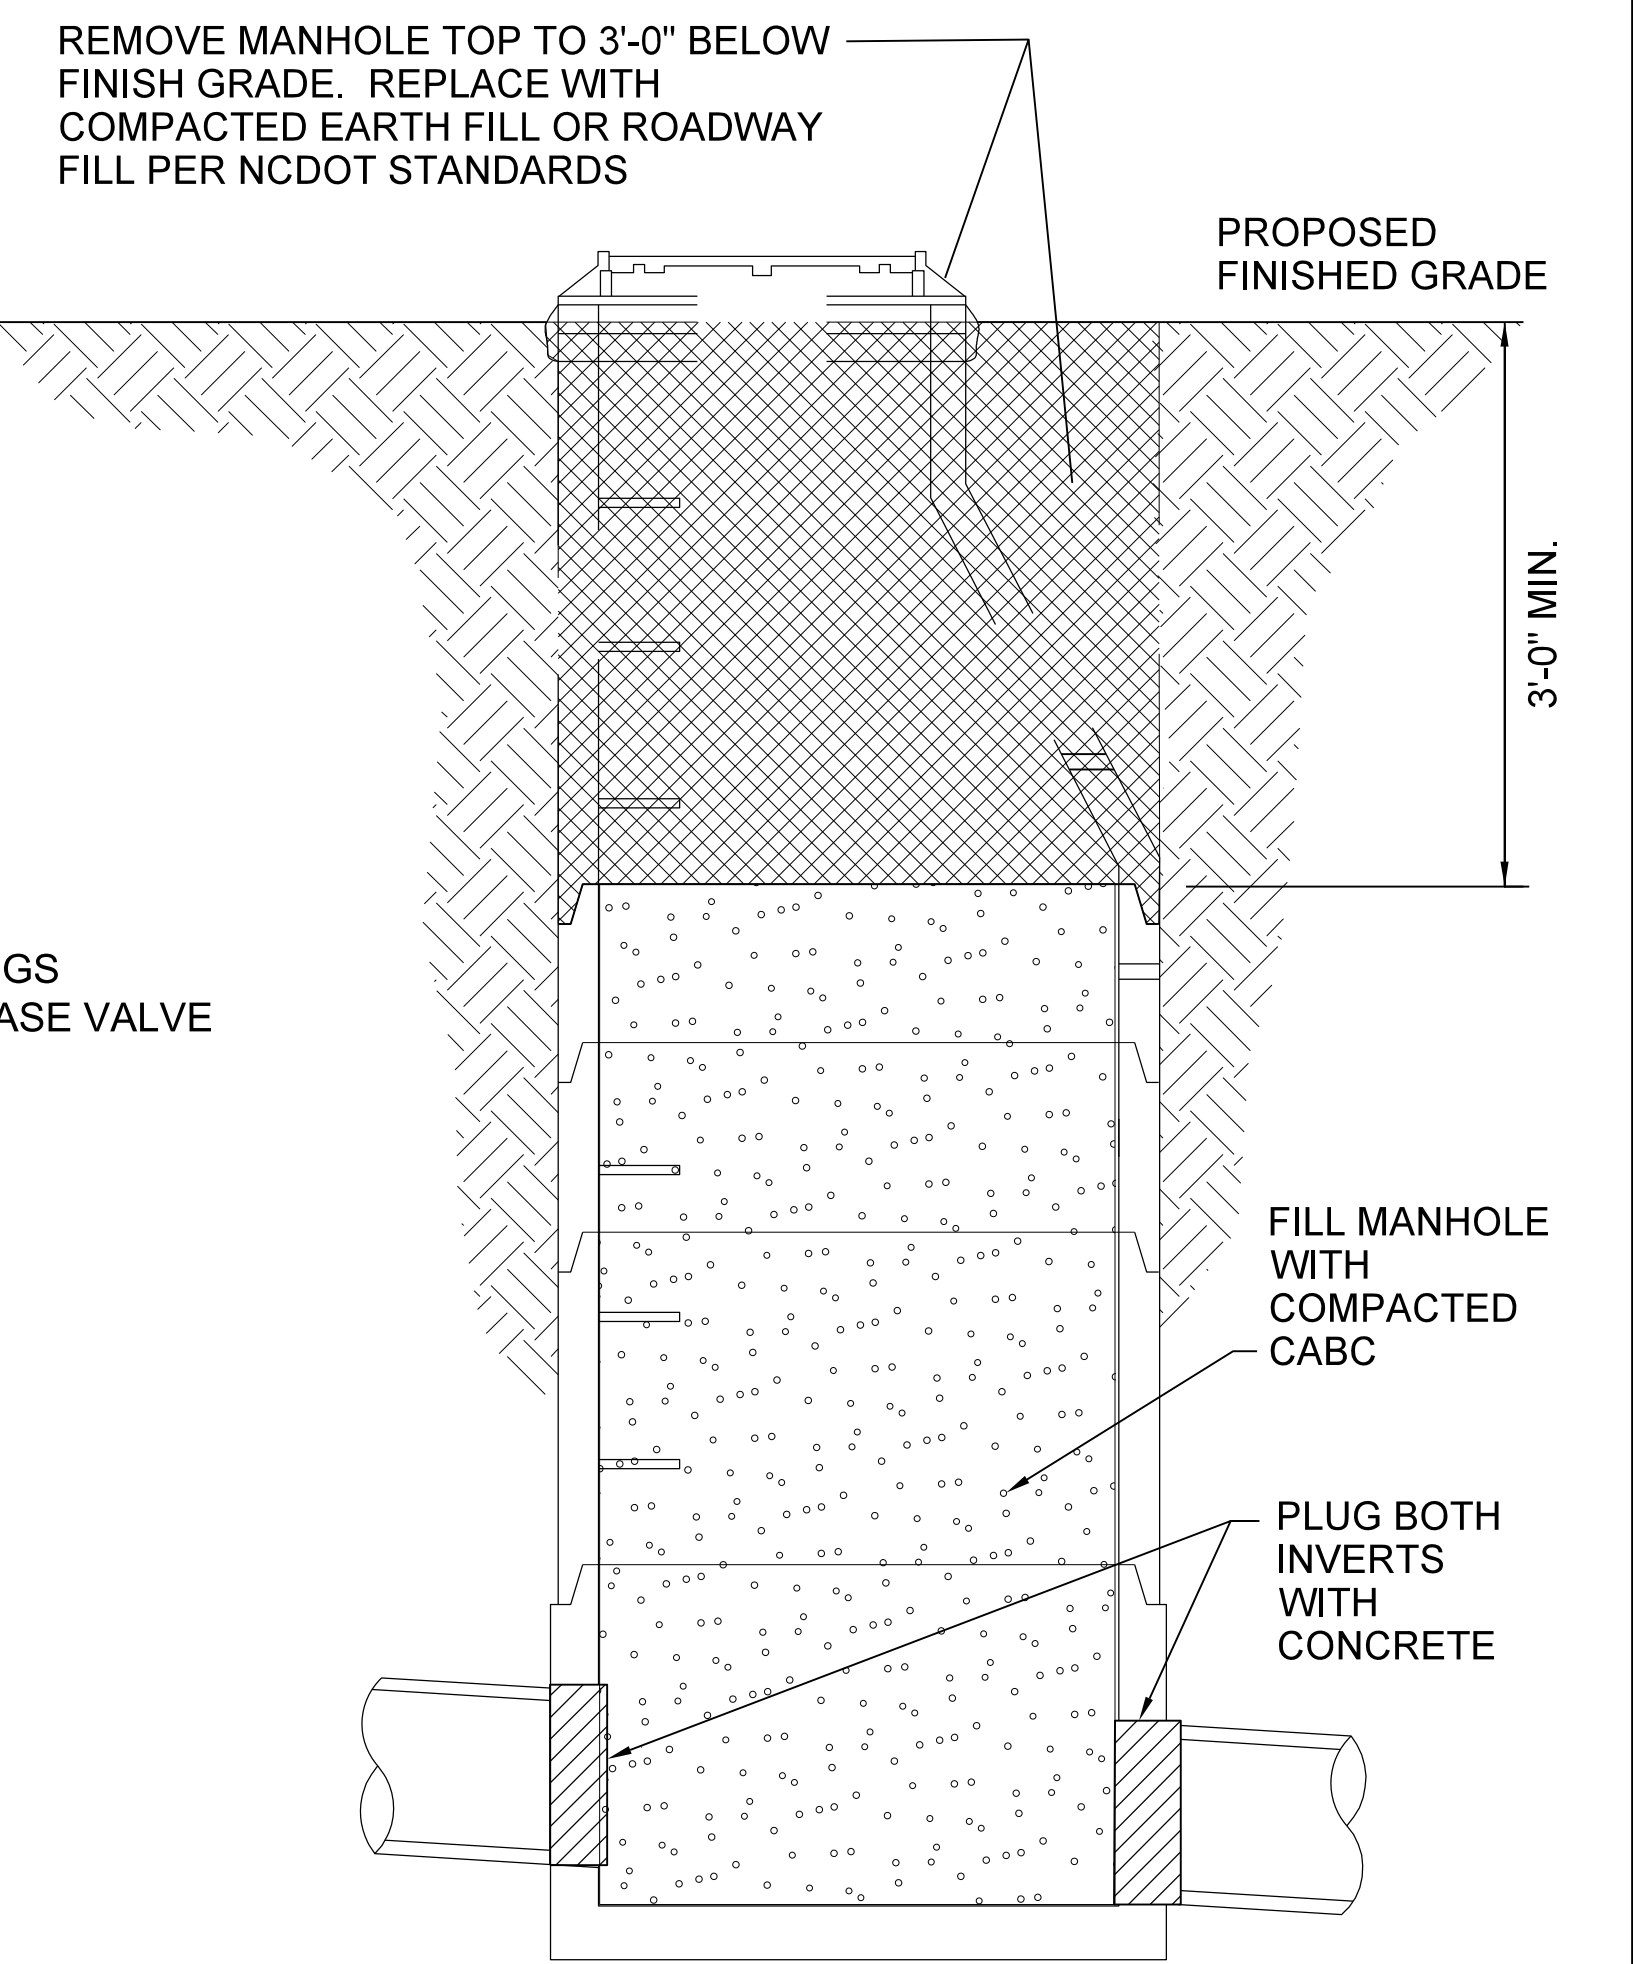 REMOVE MANHOLE TOP TO 3'-0" BELOW
FINISH GRADE. REPLACE WITH
COMPACTED EARTH FILL OR ROADWAY
FILL PER NCDOT STANDARDS
PROPOSED
FINISHED GRADE
3'-0" MIN.
GS
ASE VALVE
FILL MANHOLE
WITH
COMPACTED
CABC
PLUG BOTH
INVERTS
WITH
CONCRETE